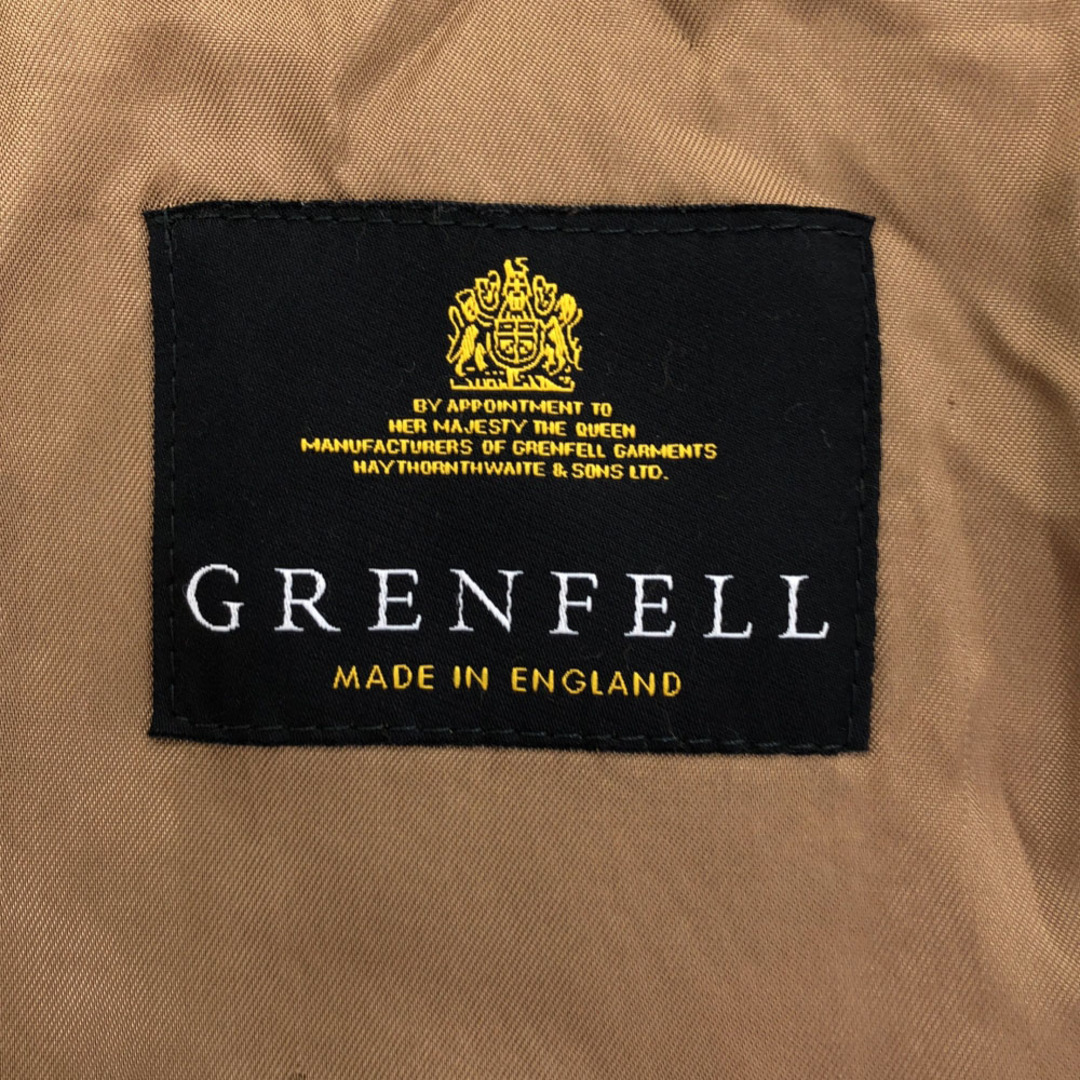 BY APPOINTMENT TO
HER MAJESTY THE QUEEN
MANUFACTURERS OF GRENFELL GARMENTS
HAYTHORNTHWAITE & SONS LTD.
GRENFELL
MADE IN ENGLAND